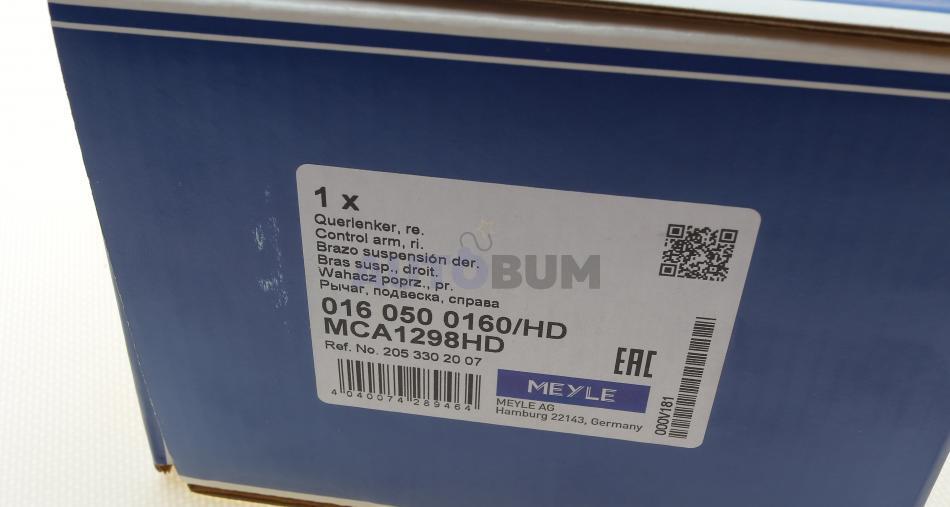 1 x
Querlenker, re.
Control arm, ri.
Brazo suspensión der.
Bras susp., droit.
Wahacz poprz., pr.
Рычаг, подвеска, справа
BUM
016 050 0160/HD
MCA1298HD
Ref. No. 205 330 20 07
EAC
4 040074 289464
MEYLE
MEYLE AG
Hamburg 22143, Germany
000V181